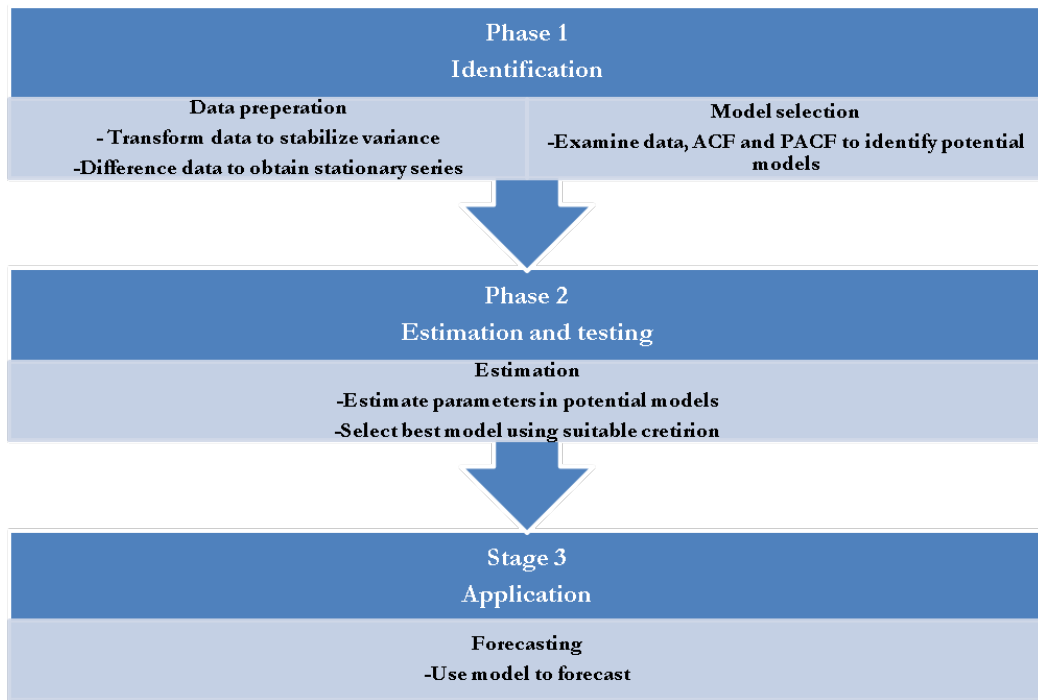 Phase 1
Identification
Data preperation
- Transform data to stabilize variance
-Difference data to obtain stationary series
Model selection
-Examine data, ACF and PACF to identify potential
models
Phase 2
Estimation and testing
Estimation
-Estimate parameters in potential models
-Select best model using suitable cretirion
Stage 3
Application
Forecasting
-Use model to forecast